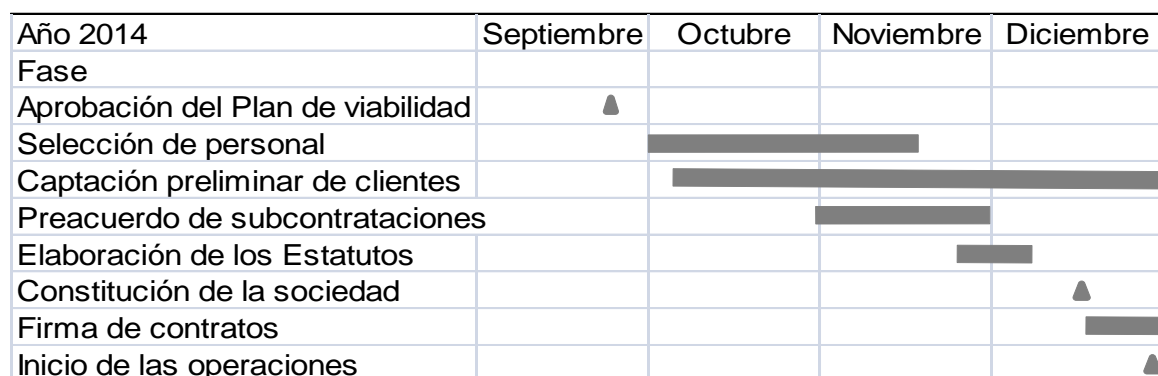 Año 2014 Septiembre Octubre Noviembre Diciembre
Fase
Aprobación del Plan de viabilidad
Selección de personal
Captación preliminar de clientes
Preacuerdo de subcontrataciones
Elaboración de los Estatutos
Constitución de la sociedad
Firma de contratos
Inicio de las operaciones